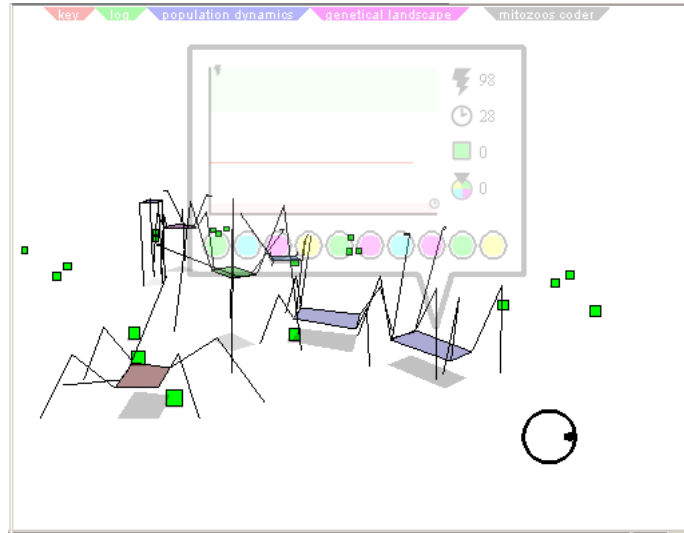 key log population dynamics genetical landscape mitozoos coder
98
28
0
0